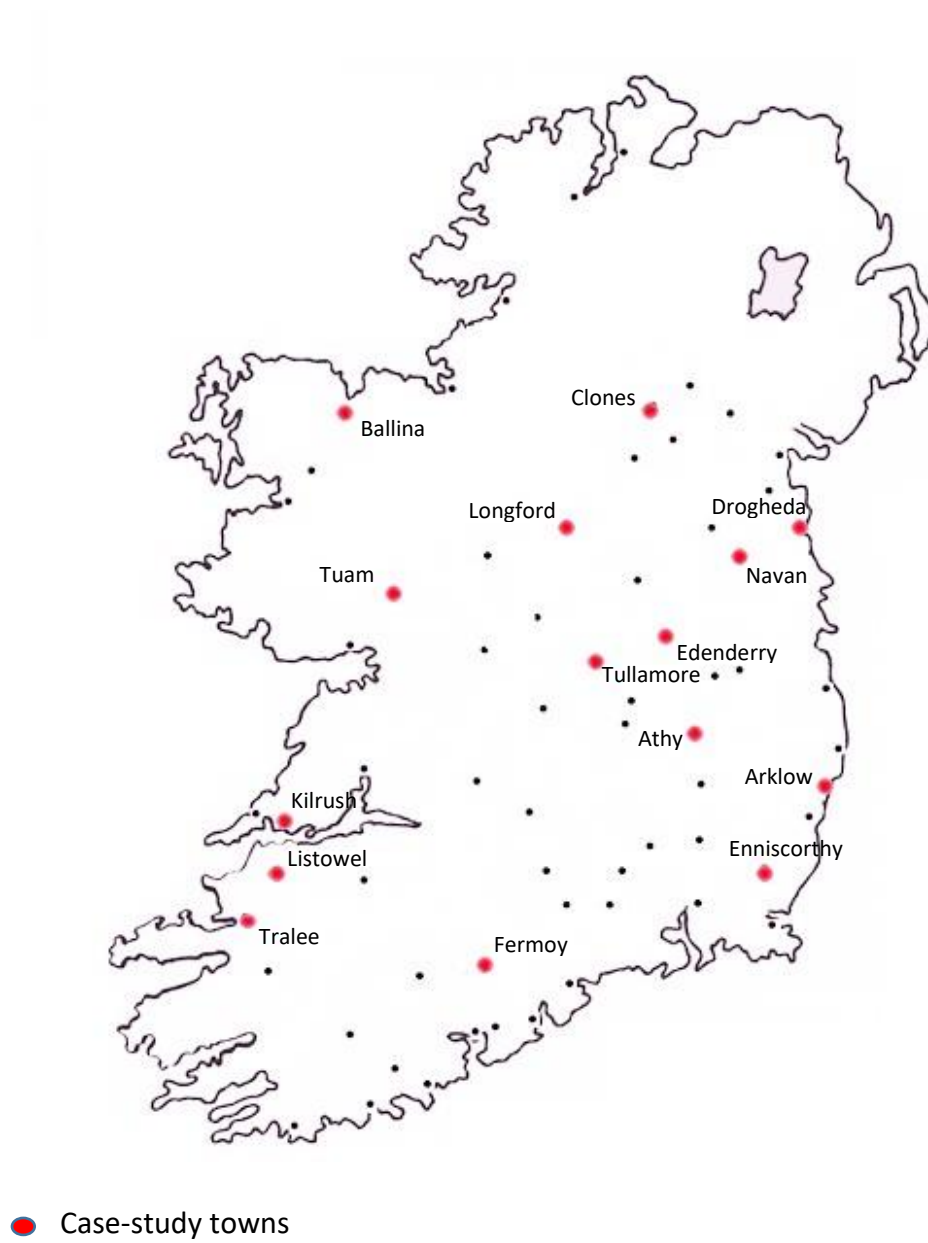 Clones
Ballina
Drogheda
Longford
Navan
Tuam
Edenderry
Tullamore
Athy
Arklow
Kilrush
Enniscorthy
Listowel
Tralee
Fermoy
Case-study towns